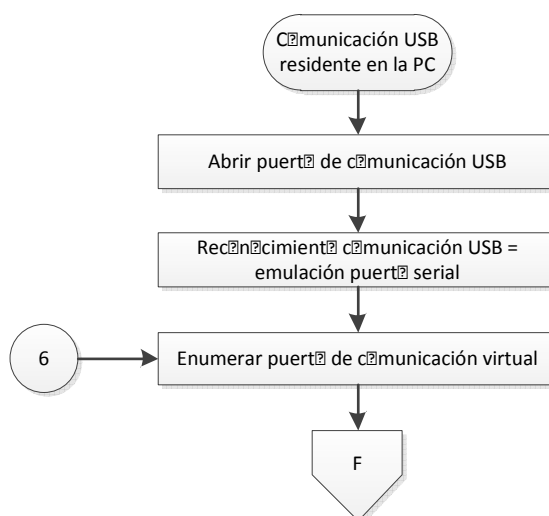 C⍰municación USB
residente en la PC
Abrir puert⍰ de c⍰municación USB
Rec⍰n⍰cimient⍰ c⍰municación USB =
emulación puert⍰ serial
6
Enumerar puert⍰ de c⍰municación virtual
F